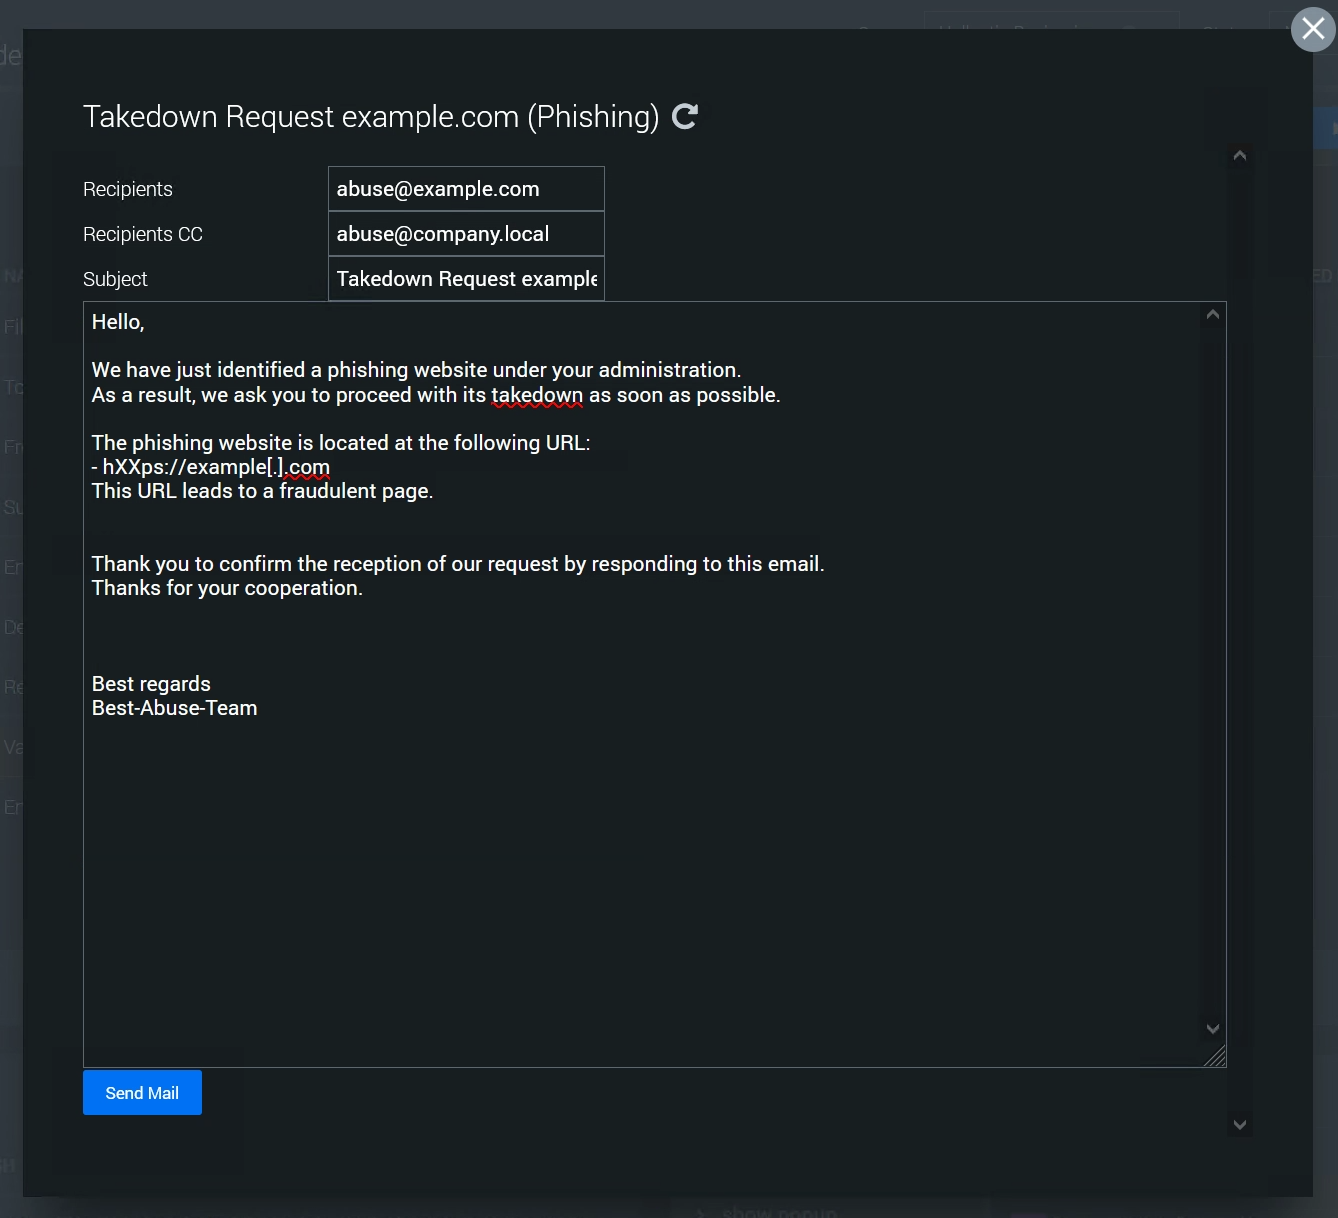 Takedown Request example.com (Phishing)
Recipients
abuse@example.com
Recipients CC
abuse@company.local
Subject
Takedown Request example
Hello,
We have just identified a phishing website under your administration.
As a result, we ask you to proceed with its takedown as soon as possible.
The phishing website is located at the following URL:
- hXXps://example[.].com
This URL leads to a fraudulent page.
Thank you to confirm the reception of our request by responding to this email.
Thanks for your cooperation.
Best regards
Best-Abuse-Team
Send Mail
show popup